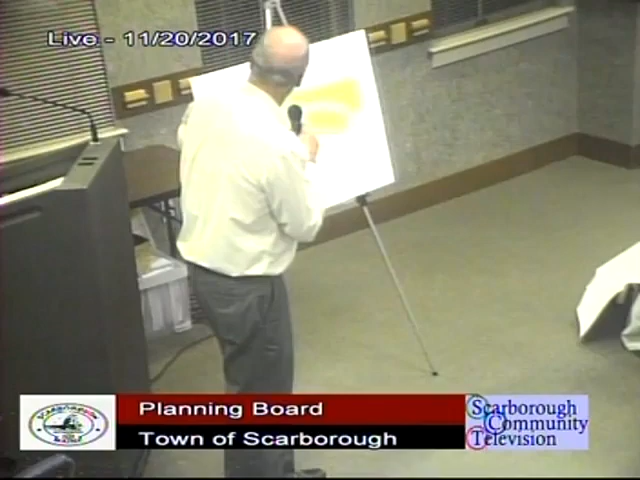 Live - 11/20/2017
Planning Board
Town of Scarborough
Scarborough
Community
Television